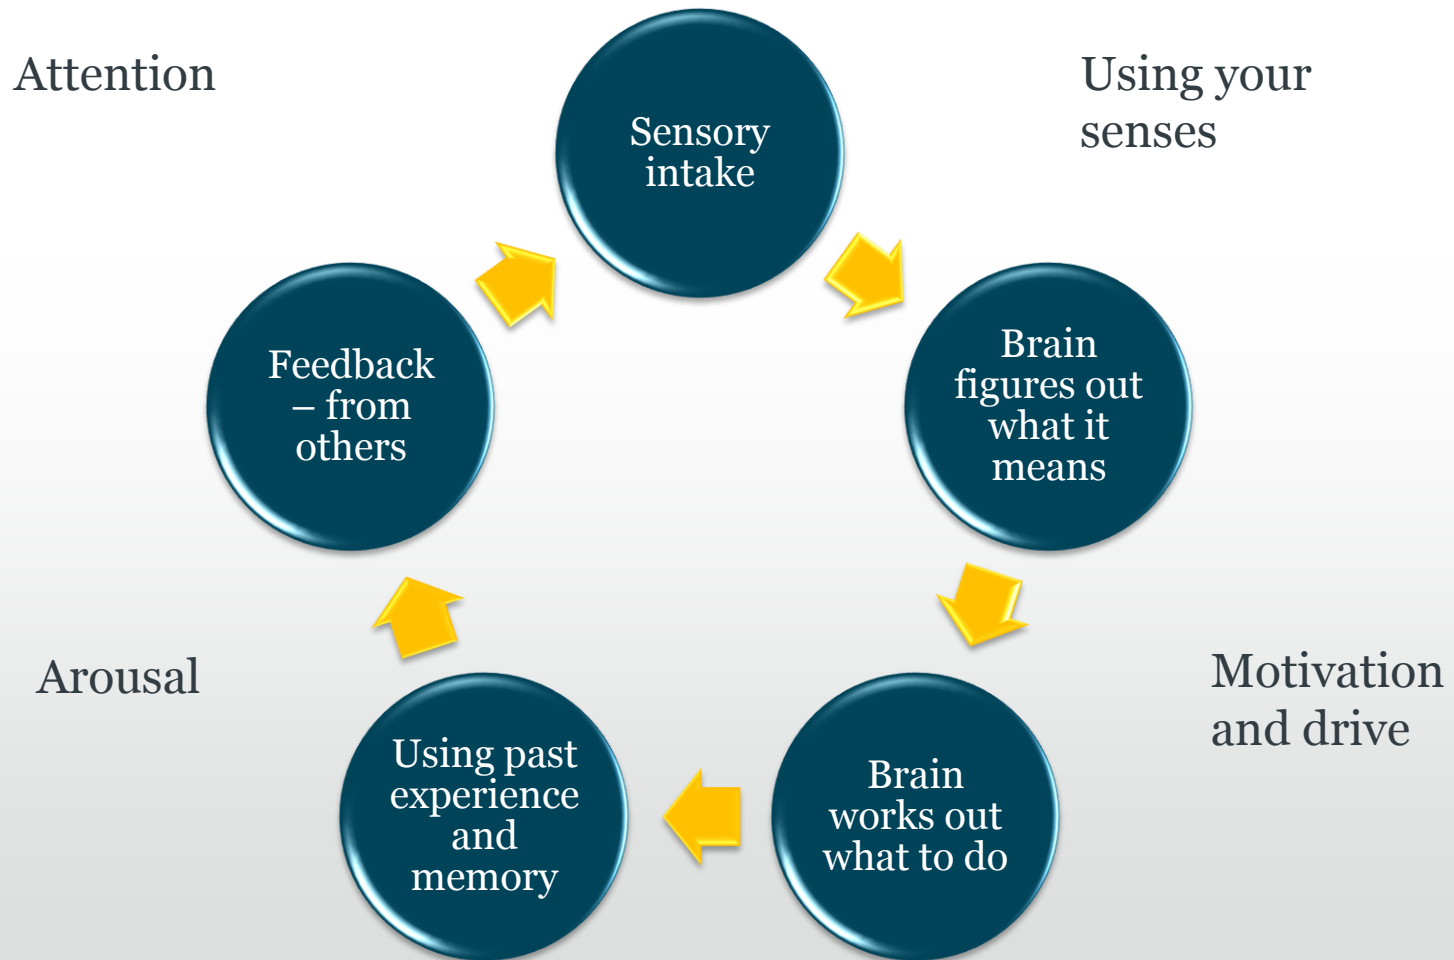 Attention
Using your
senses
Sensory
intake
Brain
figures out
what it
means
Motivation
and drive
Brain
works out
what to do
Using past
experience
and
memory
Arousal
Feedback
– from
others